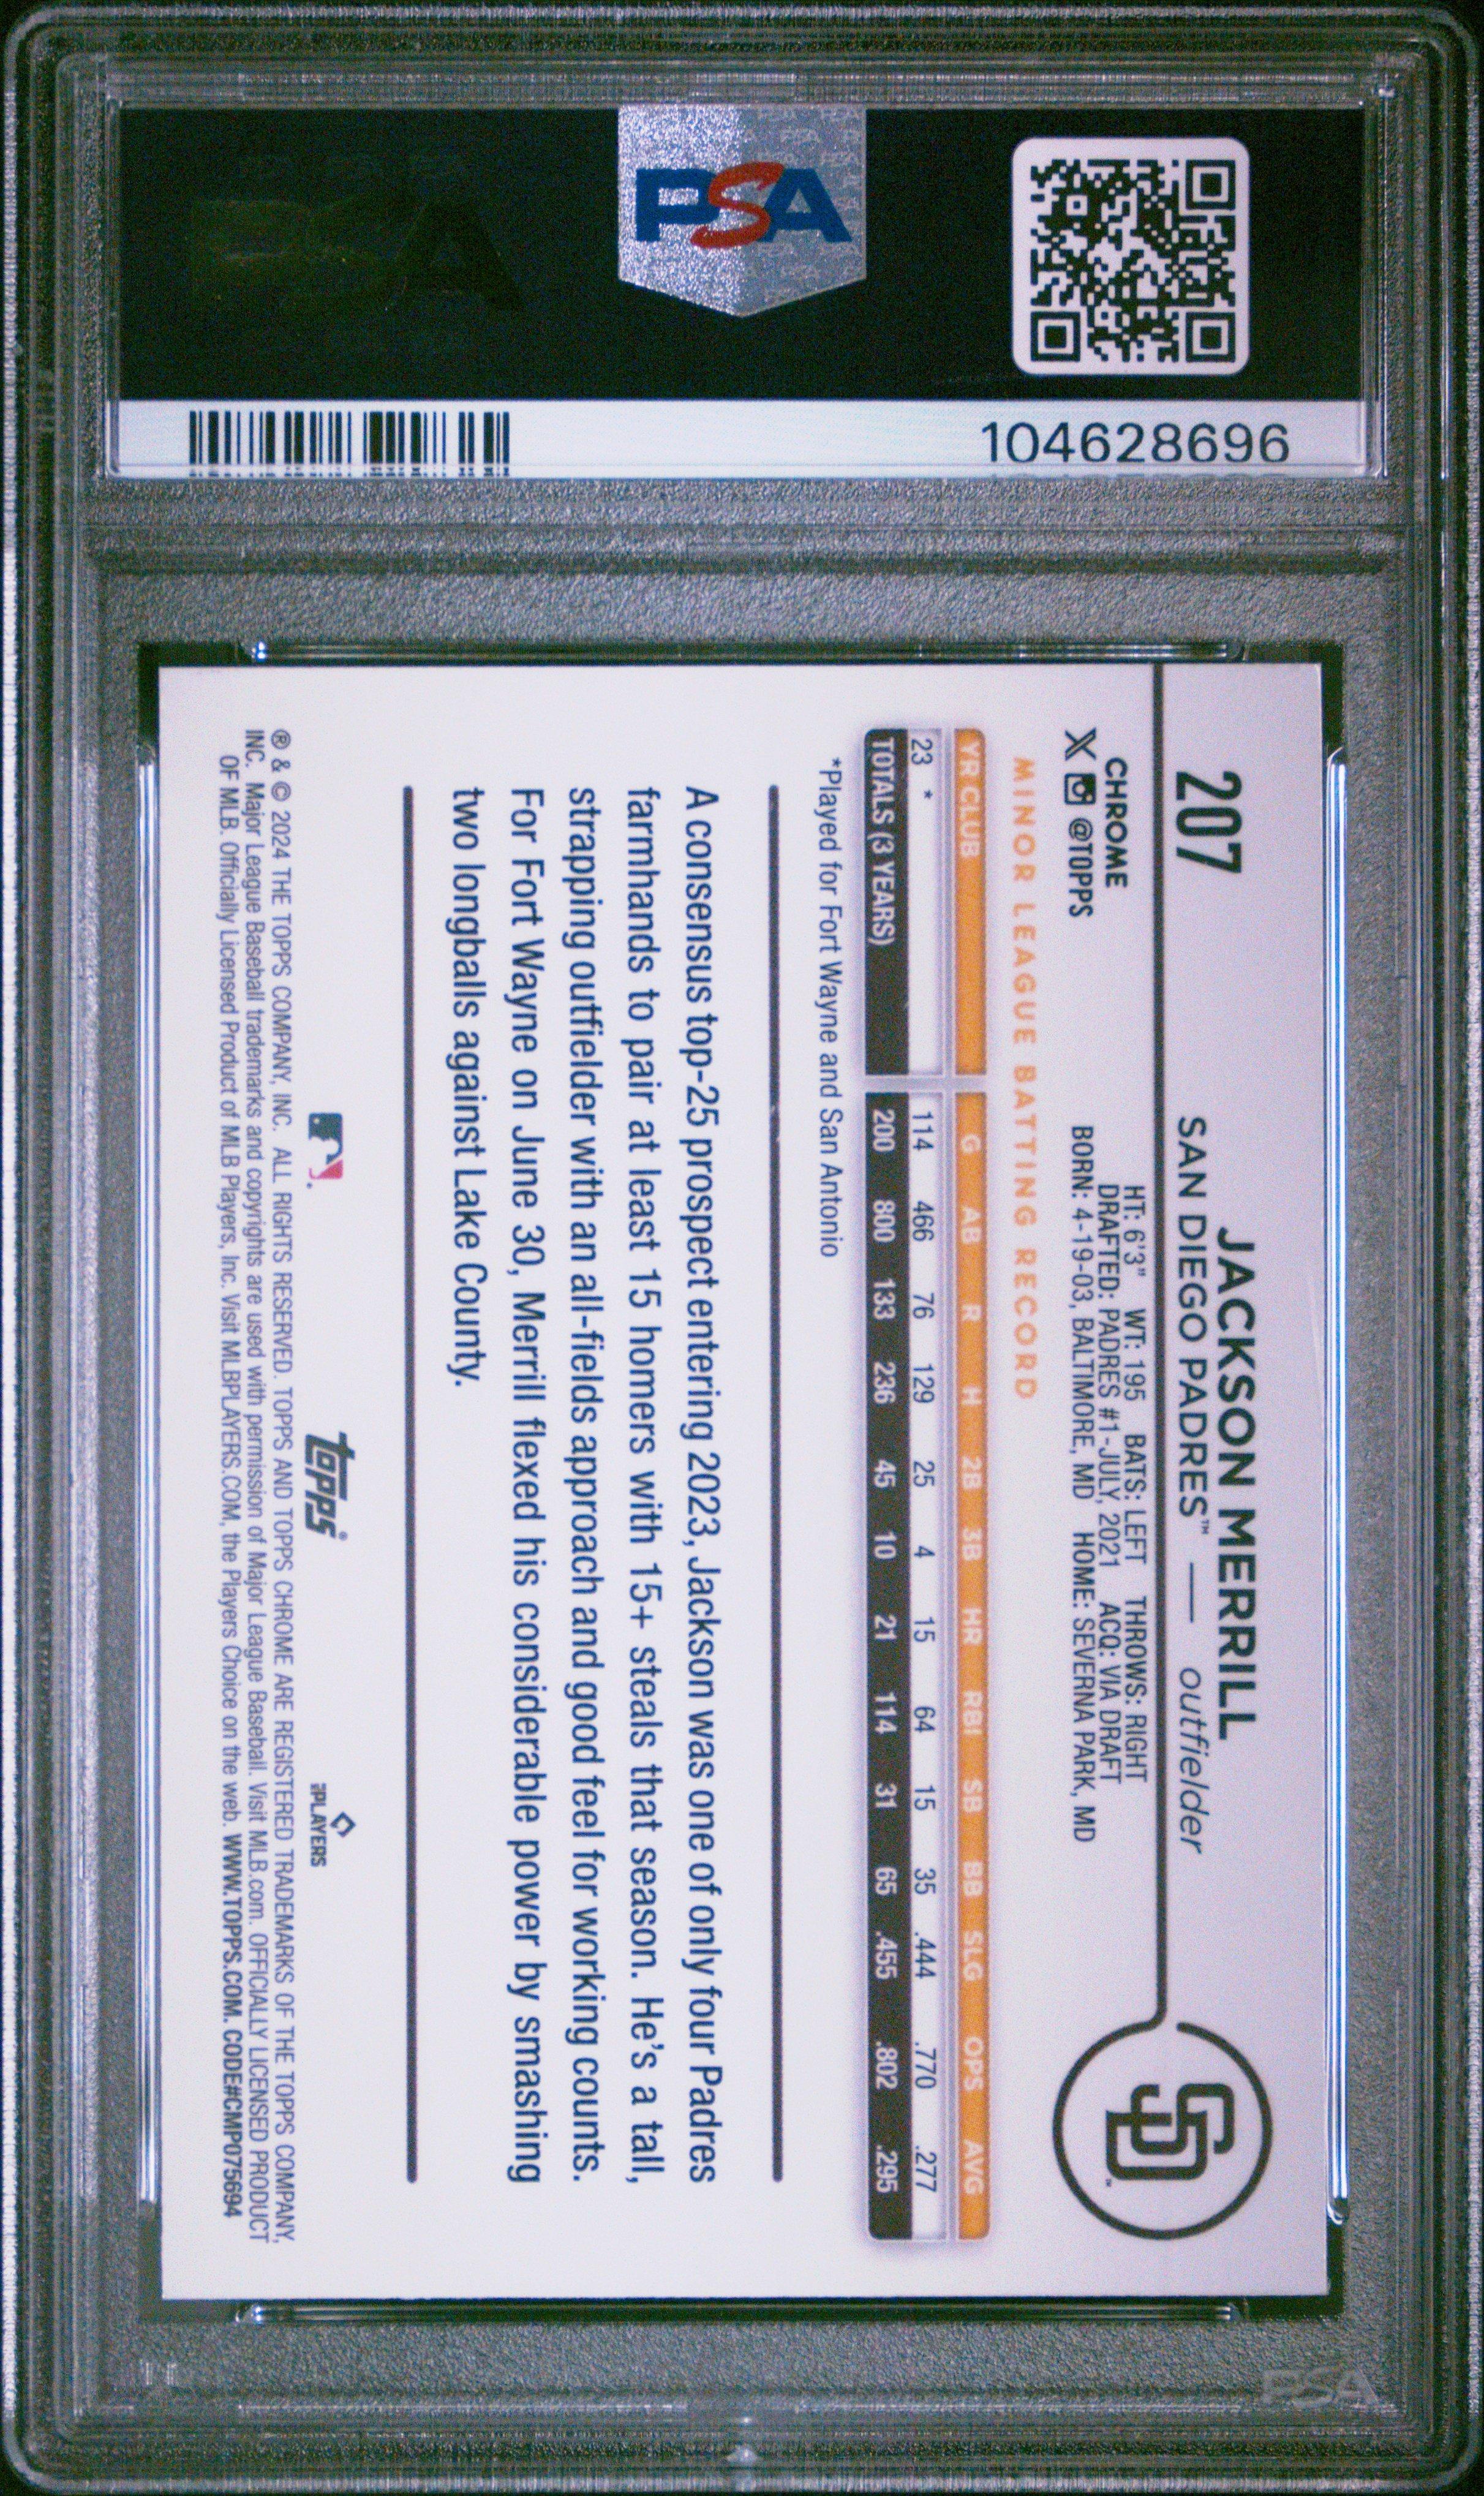 PSA
104628696
207
JACKSON MERRILL
SAN DIEGO PADRES™ — outfielder
SD™
CHROME
X @TOPPS
HT: 6'3" WT: 195 BATS: LEFT THROWS: RIGHT
DRAFTED: PADRES #1-JULY, 2021 ACQ: VIA DRAFT
BORN: 4-19-03, BALTIMORE, MD HOME: SEVERNA PARK, MD
MINOR LEAGUE BATTING RECORD
YR CLUB G AB R H 2B 3B HR RBI SB BB SLG OPS AVG
23 * 114 466 76 129 25 4 15 64 15 35 .444 .770 .277
TOTALS (3 YEARS) 200 800 133 236 45 10 21 114 31 65 .455 .802 .295
*Played for Fort Wayne and San Antonio
A consensus top-25 prospect entering 2023, Jackson was one of only four Padres
farmhands to pair at least 15 homers with 15+ steals that season. He's a tall,
strapping outfielder with an all-fields approach and good feel for working counts.
For Fort Wayne on June 30, Merrill flexed his considerable power by smashing
two longballs against Lake County.
topps®
PLAYERS
® & © 2024 THE TOPPS COMPANY, INC. ALL RIGHTS RESERVED. TOPPS AND TOPPS CHROME ARE REGISTERED TRADEMARKS OF THE TOPPS COMPANY,
INC. Major League Baseball trademarks and copyrights are used with permission of Major League Baseball. Visit MLB.com. OFFICIALLY LICENSED PRODUCT
OF MLB. Officially Licensed Product of MLB Players, Inc. Visit MLBPLAYERS.COM, the Players Choice on the web. WWW.TOPPS.COM. CODE#CMP075694
PSA